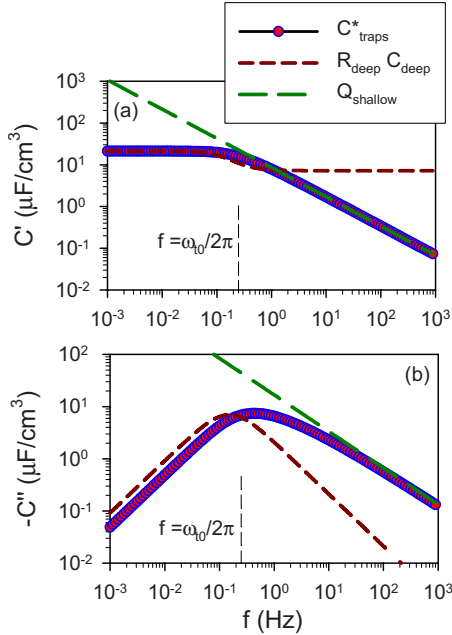 C*traps
Rdeep Cdeep
Qshallow
(a)
10³
10²
10¹
10⁰
10⁻¹
10⁻²
C' (μF/cm³)
f =ωt0/2π
10⁻³ 10⁻² 10⁻¹ 10⁰ 10¹ 10² 10³
(b)
10²
10¹
10⁰
10⁻¹
10⁻²
-C'' (μF/cm³)
f =ωt0/2π
10⁻³ 10⁻² 10⁻¹ 10⁰ 10¹ 10² 10³
f (Hz)